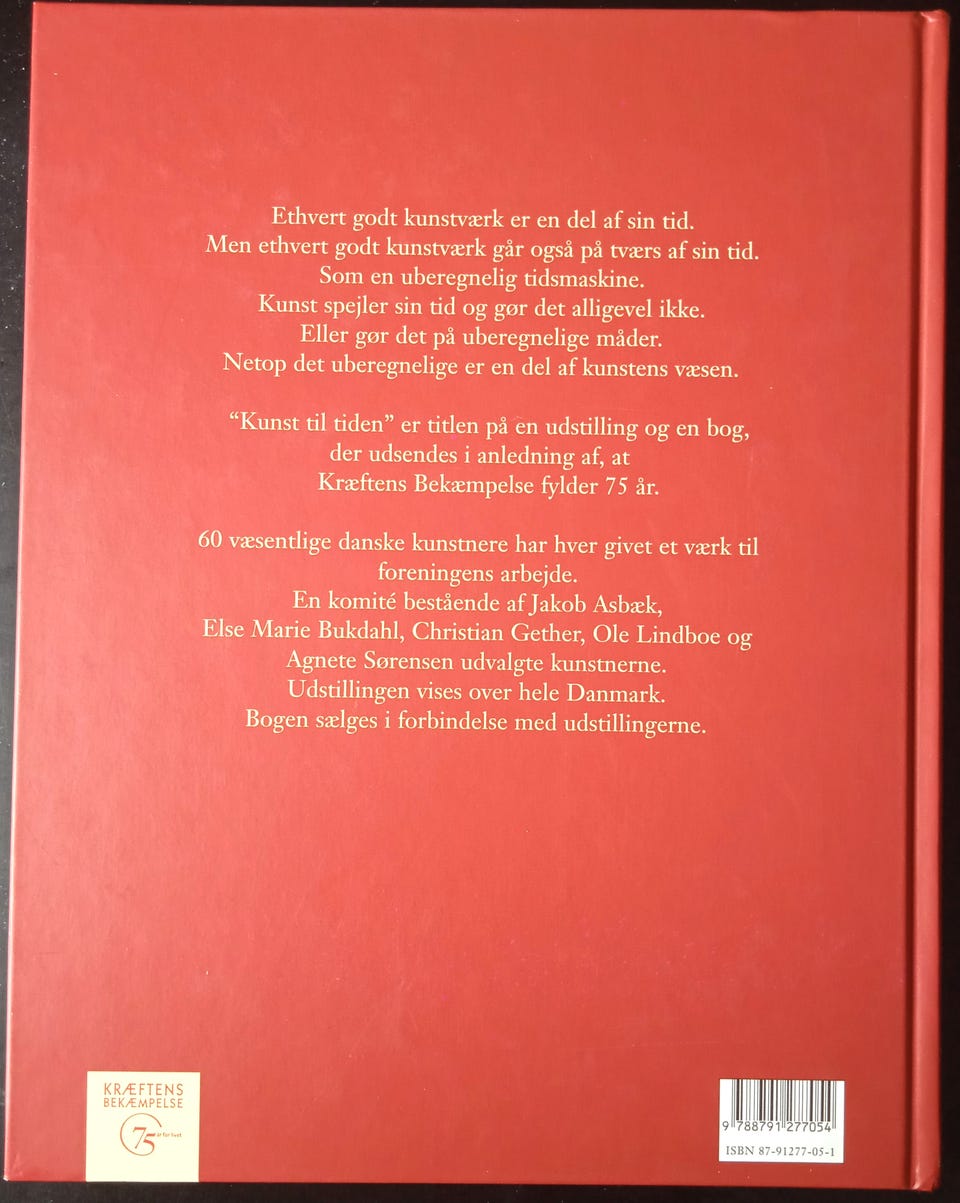 Ethvert godt kunstværk er en del af sin tid.
Men ethvert godt kunstværk går også på tværs af sin tid.
Som en uberegnelig tidsmaskine.
Kunst spejler sin tid og gør det alligevel ikke.
Eller gør det på uberegnelige måder.
Netop det uberegnelige er en del af kunstens væsen.
“Kunst til tiden” er titlen på en udstilling og en bog,
der udsendes i anledning af, at
Kræftens Bekæmpelse fylder 75 år.
60 væsentlige danske kunstnere har hver givet et værk til
foreningens arbejde.
En komité bestående af Jakob Asbæk,
Else Marie Bukdahl, Christian Gether, Ole Lindboe og
Agnete Sørensen udvalgte kunstnerne.
Udstillingen vises over hele Danmark.
Bogen sælges i forbindelse med udstillingerne.
KRÆFTENS
BEKÆMPELSE
75 år for livet
9 788791 277054
ISBN 87-91277-05-1